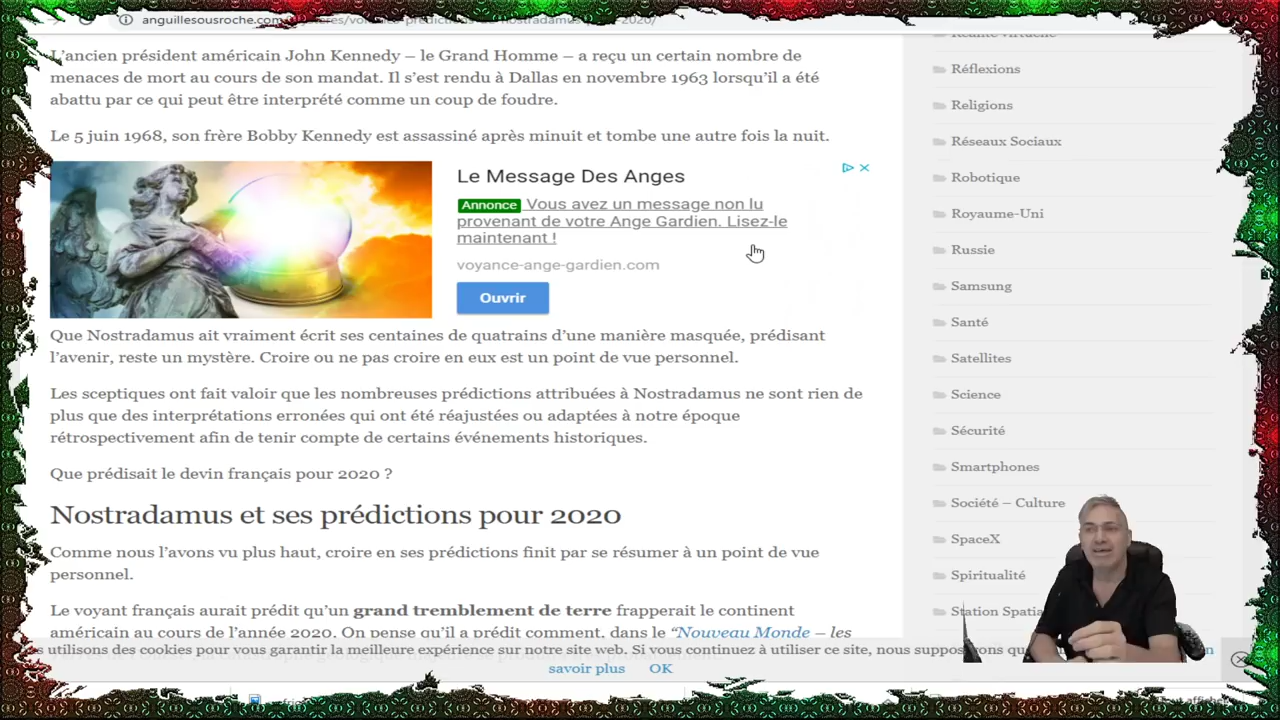 anguillesousroche.com
L'ancien président américain John Kennedy – le Grand Homme – a reçu un certain nombre de
menaces de mort au cours de son mandat. Il s'est rendu à Dallas en novembre 1963 lorsqu'il a été
abattu par ce qui peut être interprété comme un coup de foudre.
Le 5 juin 1968, son frère Bobby Kennedy est assassiné après minuit et tombe une autre fois la nuit.
Le Message Des Anges
Annonce Vous avez un message non lu
provenant de votre Ange Gardien. Lisez-le
maintenant !
voyance-ange-gardien.com
Ouvrir
Que Nostradamus ait vraiment écrit ses centaines de quatrains d'une manière masquée, prédisant
l'avenir, reste un mystère. Croire ou ne pas croire en eux est un point de vue personnel.
Les sceptiques ont fait valoir que les nombreuses prédictions attribuées à Nostradamus ne sont rien de
plus que des interprétations erronées qui ont été réajustées ou adaptées à notre époque
rétrospectivement afin de tenir compte de certains événements historiques.
Que prédisait le devin français pour 2020 ?
Nostradamus et ses prédictions pour 2020
Comme nous l'avons vu plus haut, croire en ses prédictions finit par se résumer à un point de vue
personnel.
Le voyant français aurait prédit qu'un grand tremblement de terre frapperait le continent
américain au cours de l'année 2020. On pense qu'il a prédit comment, dans le "Nouveau Monde – les
utilisons des cookies pour vous garantir la meilleure expérience sur notre site web. Si vous continuez à utiliser ce site, nous
savoir plus OK
Réalité virtuelle
Réflexions
Religions
Réseaux Sociaux
Robotique
Royaume-Uni
Russie
Samsung
Santé
Satellites
Science
Sécurité
Smartphones
Société – Culture
SpaceX
Spiritualité
Station